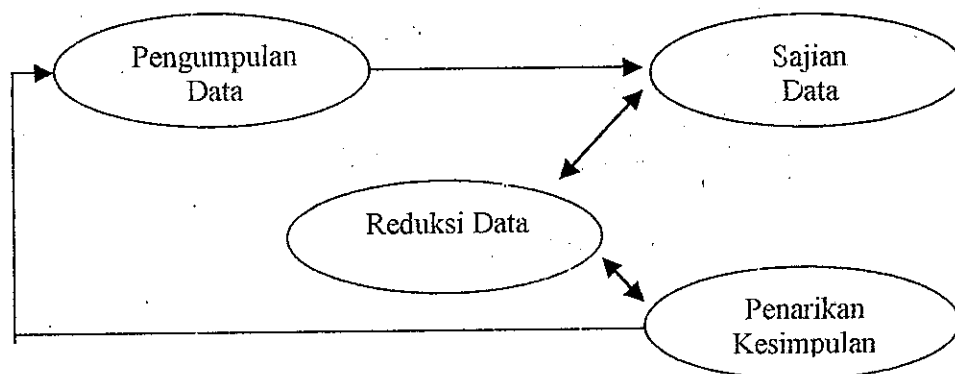 Pengumpulan
Data
Sajian
Data
Reduksi Data
Penarikan
Kesimpulan